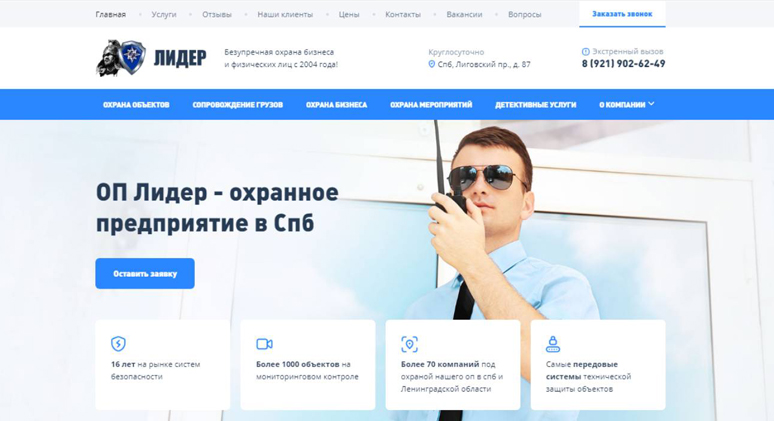 Главная Услуги Отзывы Наши клиенты Цены Контакты Вакансии Вопросы Заказать звонок
ЛИДЕР
Безупречная охрана бизнеса
и физических лиц с 2004 года!
Круглосуточно
Спб, Лиговский пр., д. 87
Экстренный вызов
8 (921) 902-62-49
ОХРАНА ОБЪЕКТОВ СОПРОВОЖДЕНИЕ ГРУЗОВ ОХРАНА БИЗНЕСА ОХРАНА МЕРОПРИЯТИЙ ДЕТЕКТИВНЫЕ УСЛУГИ О КОМПАНИИ
ОП Лидер - охранное
предприятие в Спб
Оставить заявку
16 лет на рынке систем
безопасности
Более 1000 объектов на
мониторинговом контроле
Более 70 компаний под
охраной нашего оп в спб и
Ленинградской области
Самые передовые
системы технической
защиты объектов